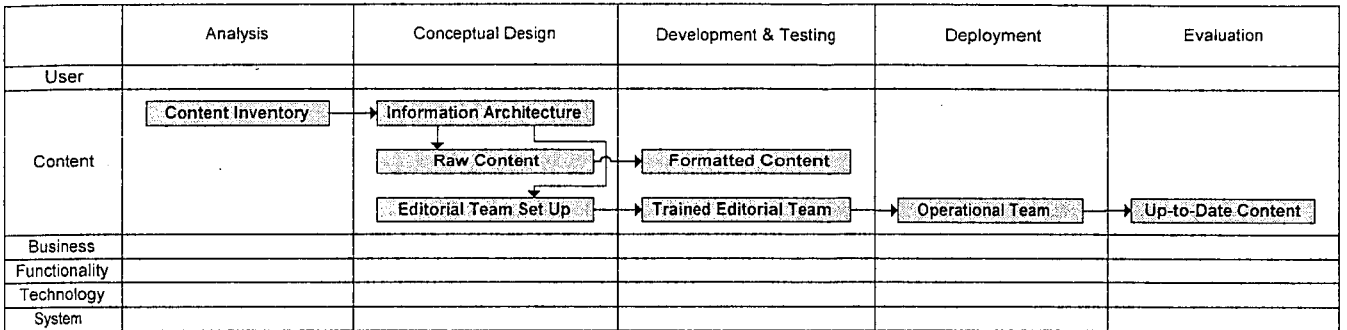 Analysis
Conceptual Design
Development & Testing
Deployment
Evaluation
User
Content
Content Inventory
Information Architecture
Raw Content
Formatted Content
Editorial Team Set Up
Trained Editorial Team
Operational Team
Up-to-Date Content
Business
Functionality
Technology
System